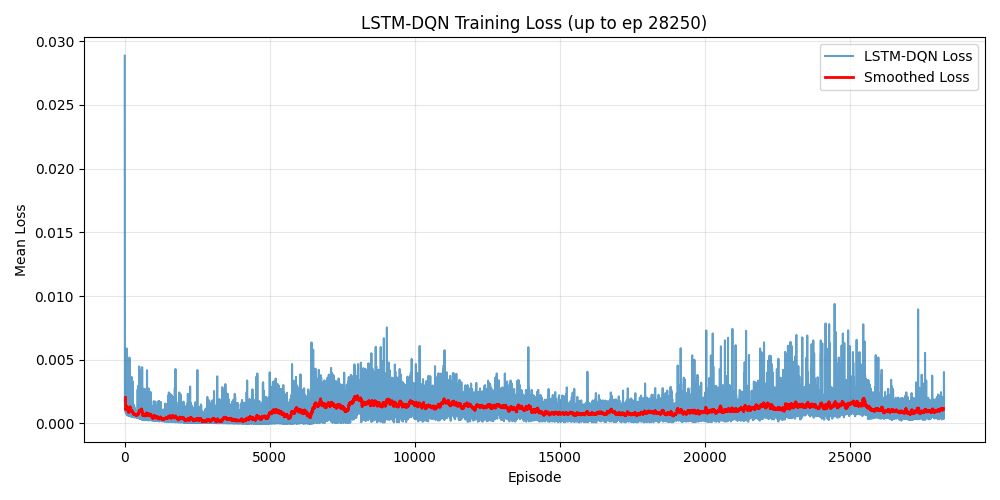 LSTM-DQN Training Loss (up to ep 28250)
LSTM-DQN Loss
Smoothed Loss
Mean Loss
0.030
0.025
0.020
0.015
0.010
0.005
0.000
0 5000 10000 15000 20000 25000
Episode